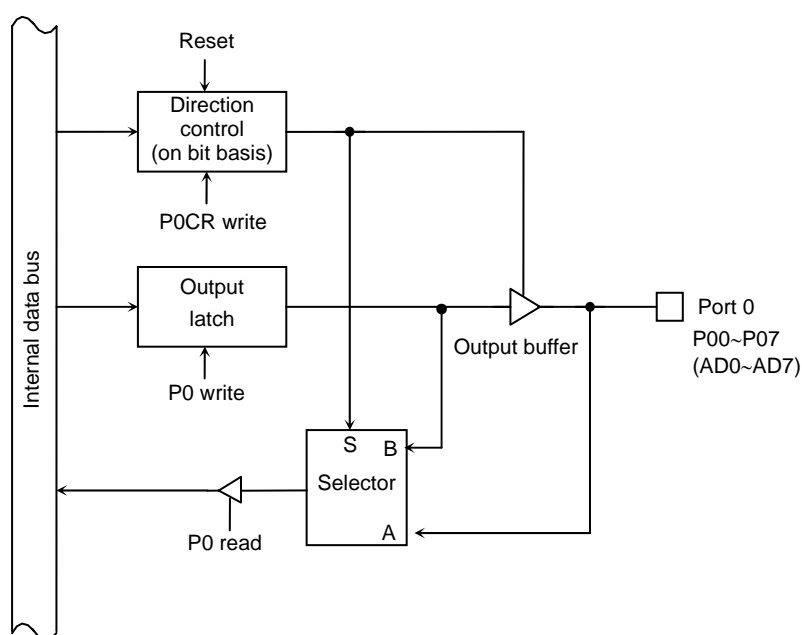 Reset
Direction
control
(on bit basis)
P0CR write
Internal data bus
Output
latch
P0 write
Output buffer
Port 0
P00~P07
(AD0~AD7)
S
B
Selector
A
P0 read